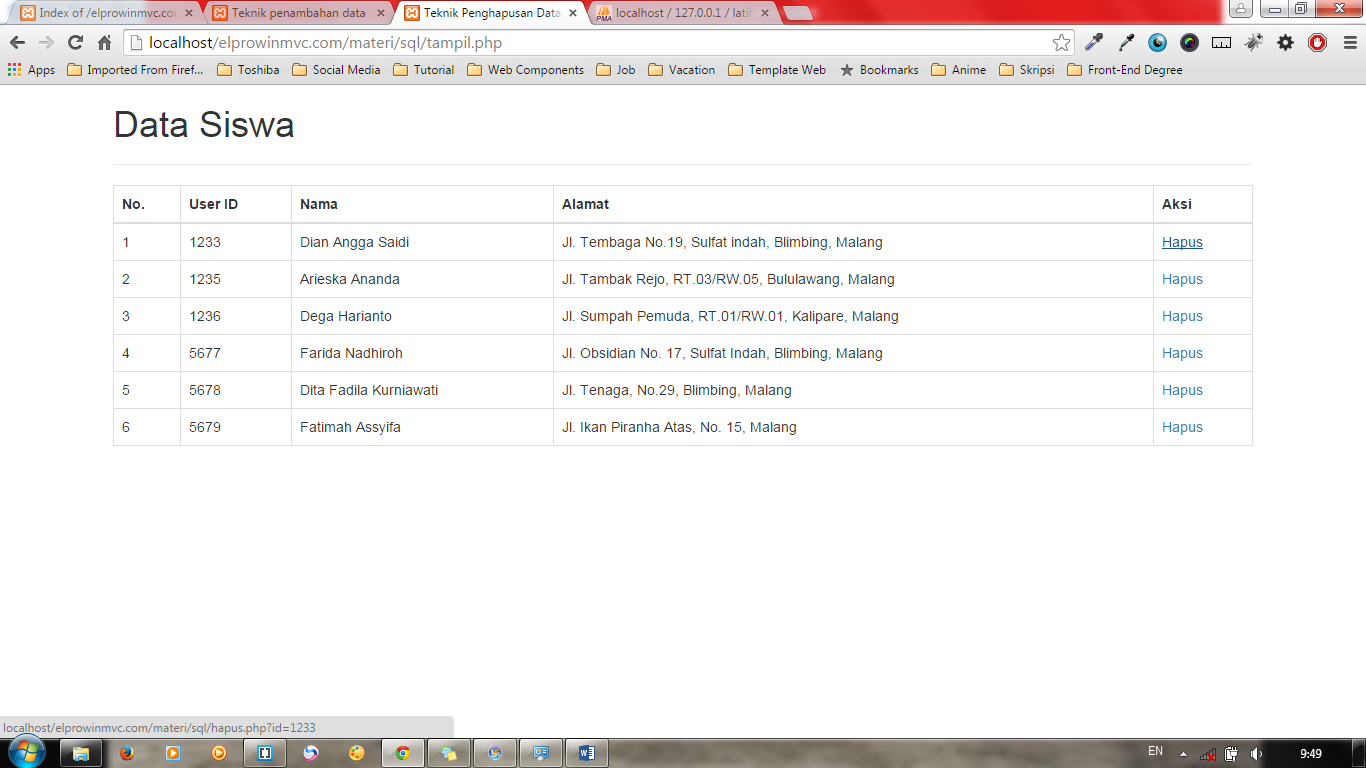 Index of /elprowinmvc.com
Teknik penambahan data
Teknik Penghapusan Data
localhost / 127.0.0.1 / latih
localhost/elprowinmvc.com/materi/sql/tampil.php
Apps Imported From Firef... Toshiba Social Media Tutorial Web Components Job Vacation Template Web Bookmarks Anime Skripsi Front-End Degree
Data Siswa
No. User ID Nama Alamat Aksi
1 1233 Dian Angga Saidi Jl. Tembaga No.19, Sulfat indah, Blimbing, Malang Hapus
2 1235 Arieska Ananda Jl. Tambak Rejo, RT.03/RW.05, Bululawang, Malang Hapus
3 1236 Dega Harianto Jl. Sumpah Pemuda, RT.01/RW.01, Kalipare, Malang Hapus
4 5677 Farida Nadhiroh Jl. Obsidian No. 17, Sulfat Indah, Blimbing, Malang Hapus
5 5678 Dita Fadila Kurniawati Jl. Tenaga, No.29, Blimbing, Malang Hapus
6 5679 Fatimah Assyifa Jl. Ikan Piranha Atas, No. 15, Malang Hapus
localhost/elprowinmvc.com/materi/sql/hapus.php?id=1233
EN 9:49